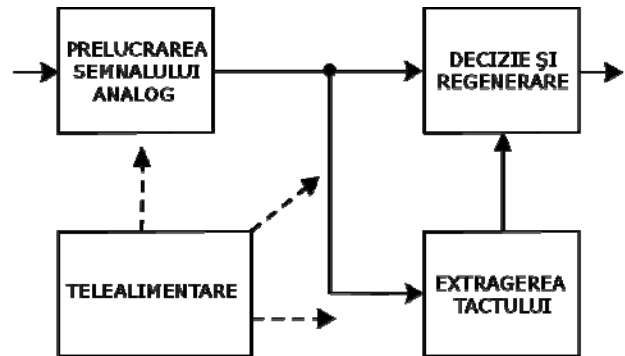 PRELUCRAREA
SEMNALULUI
ANALOG
DECIZIE ŞI
REGENERARE
TELEALIMENTARE
EXTRAGEREA
TACTULUI